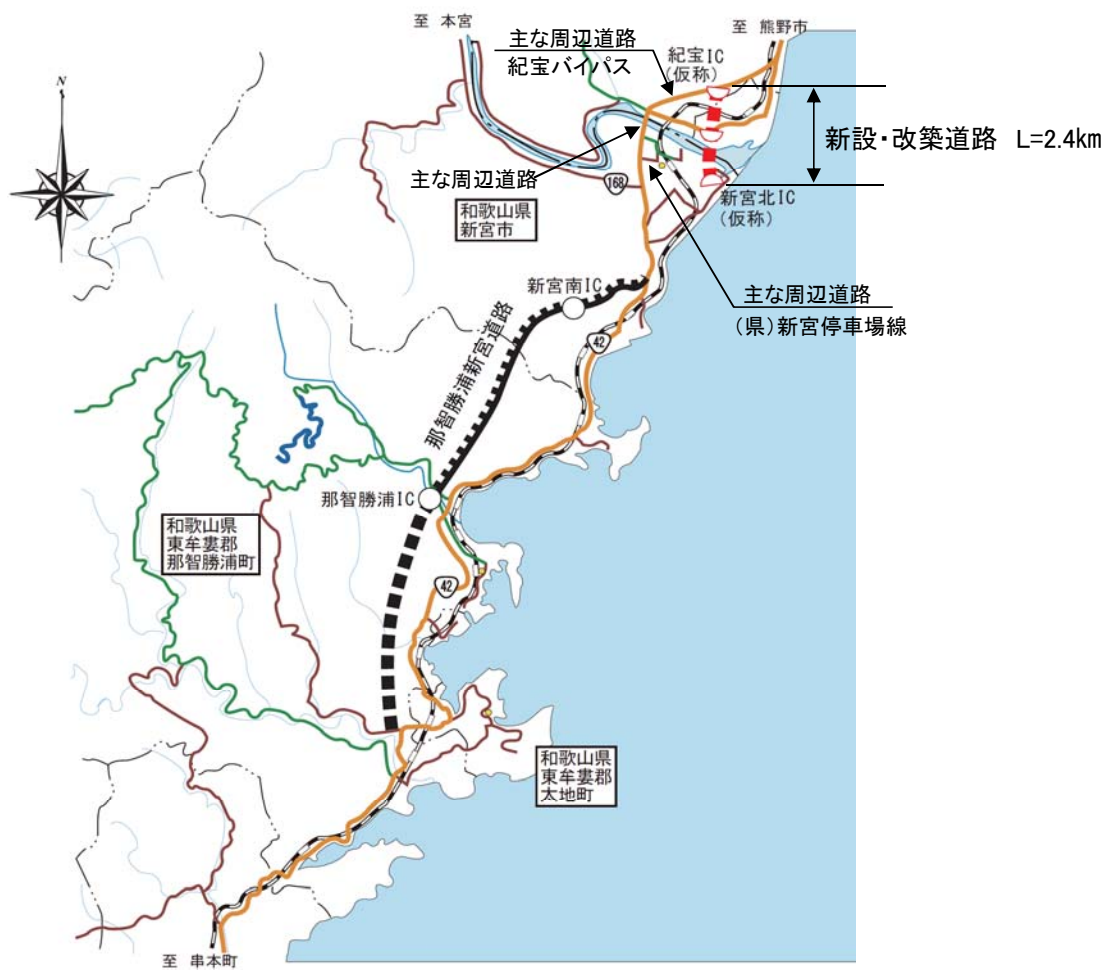 至 本宮
主な周辺道路
紀宝バイパス
至 熊野市
紀宝IC
(仮称)
N
新設・改築道路 L=2.4km
主な周辺道路
168
新宮北IC
(仮称)
和歌山県
新宮市
新宮南IC
主な周辺道路
(県)新宮停車場線
42
那智勝浦新宮道路
那智勝浦IC
和歌山県
東牟婁郡
那智勝浦町
42
和歌山県
東牟婁郡
太地町
至 串本町